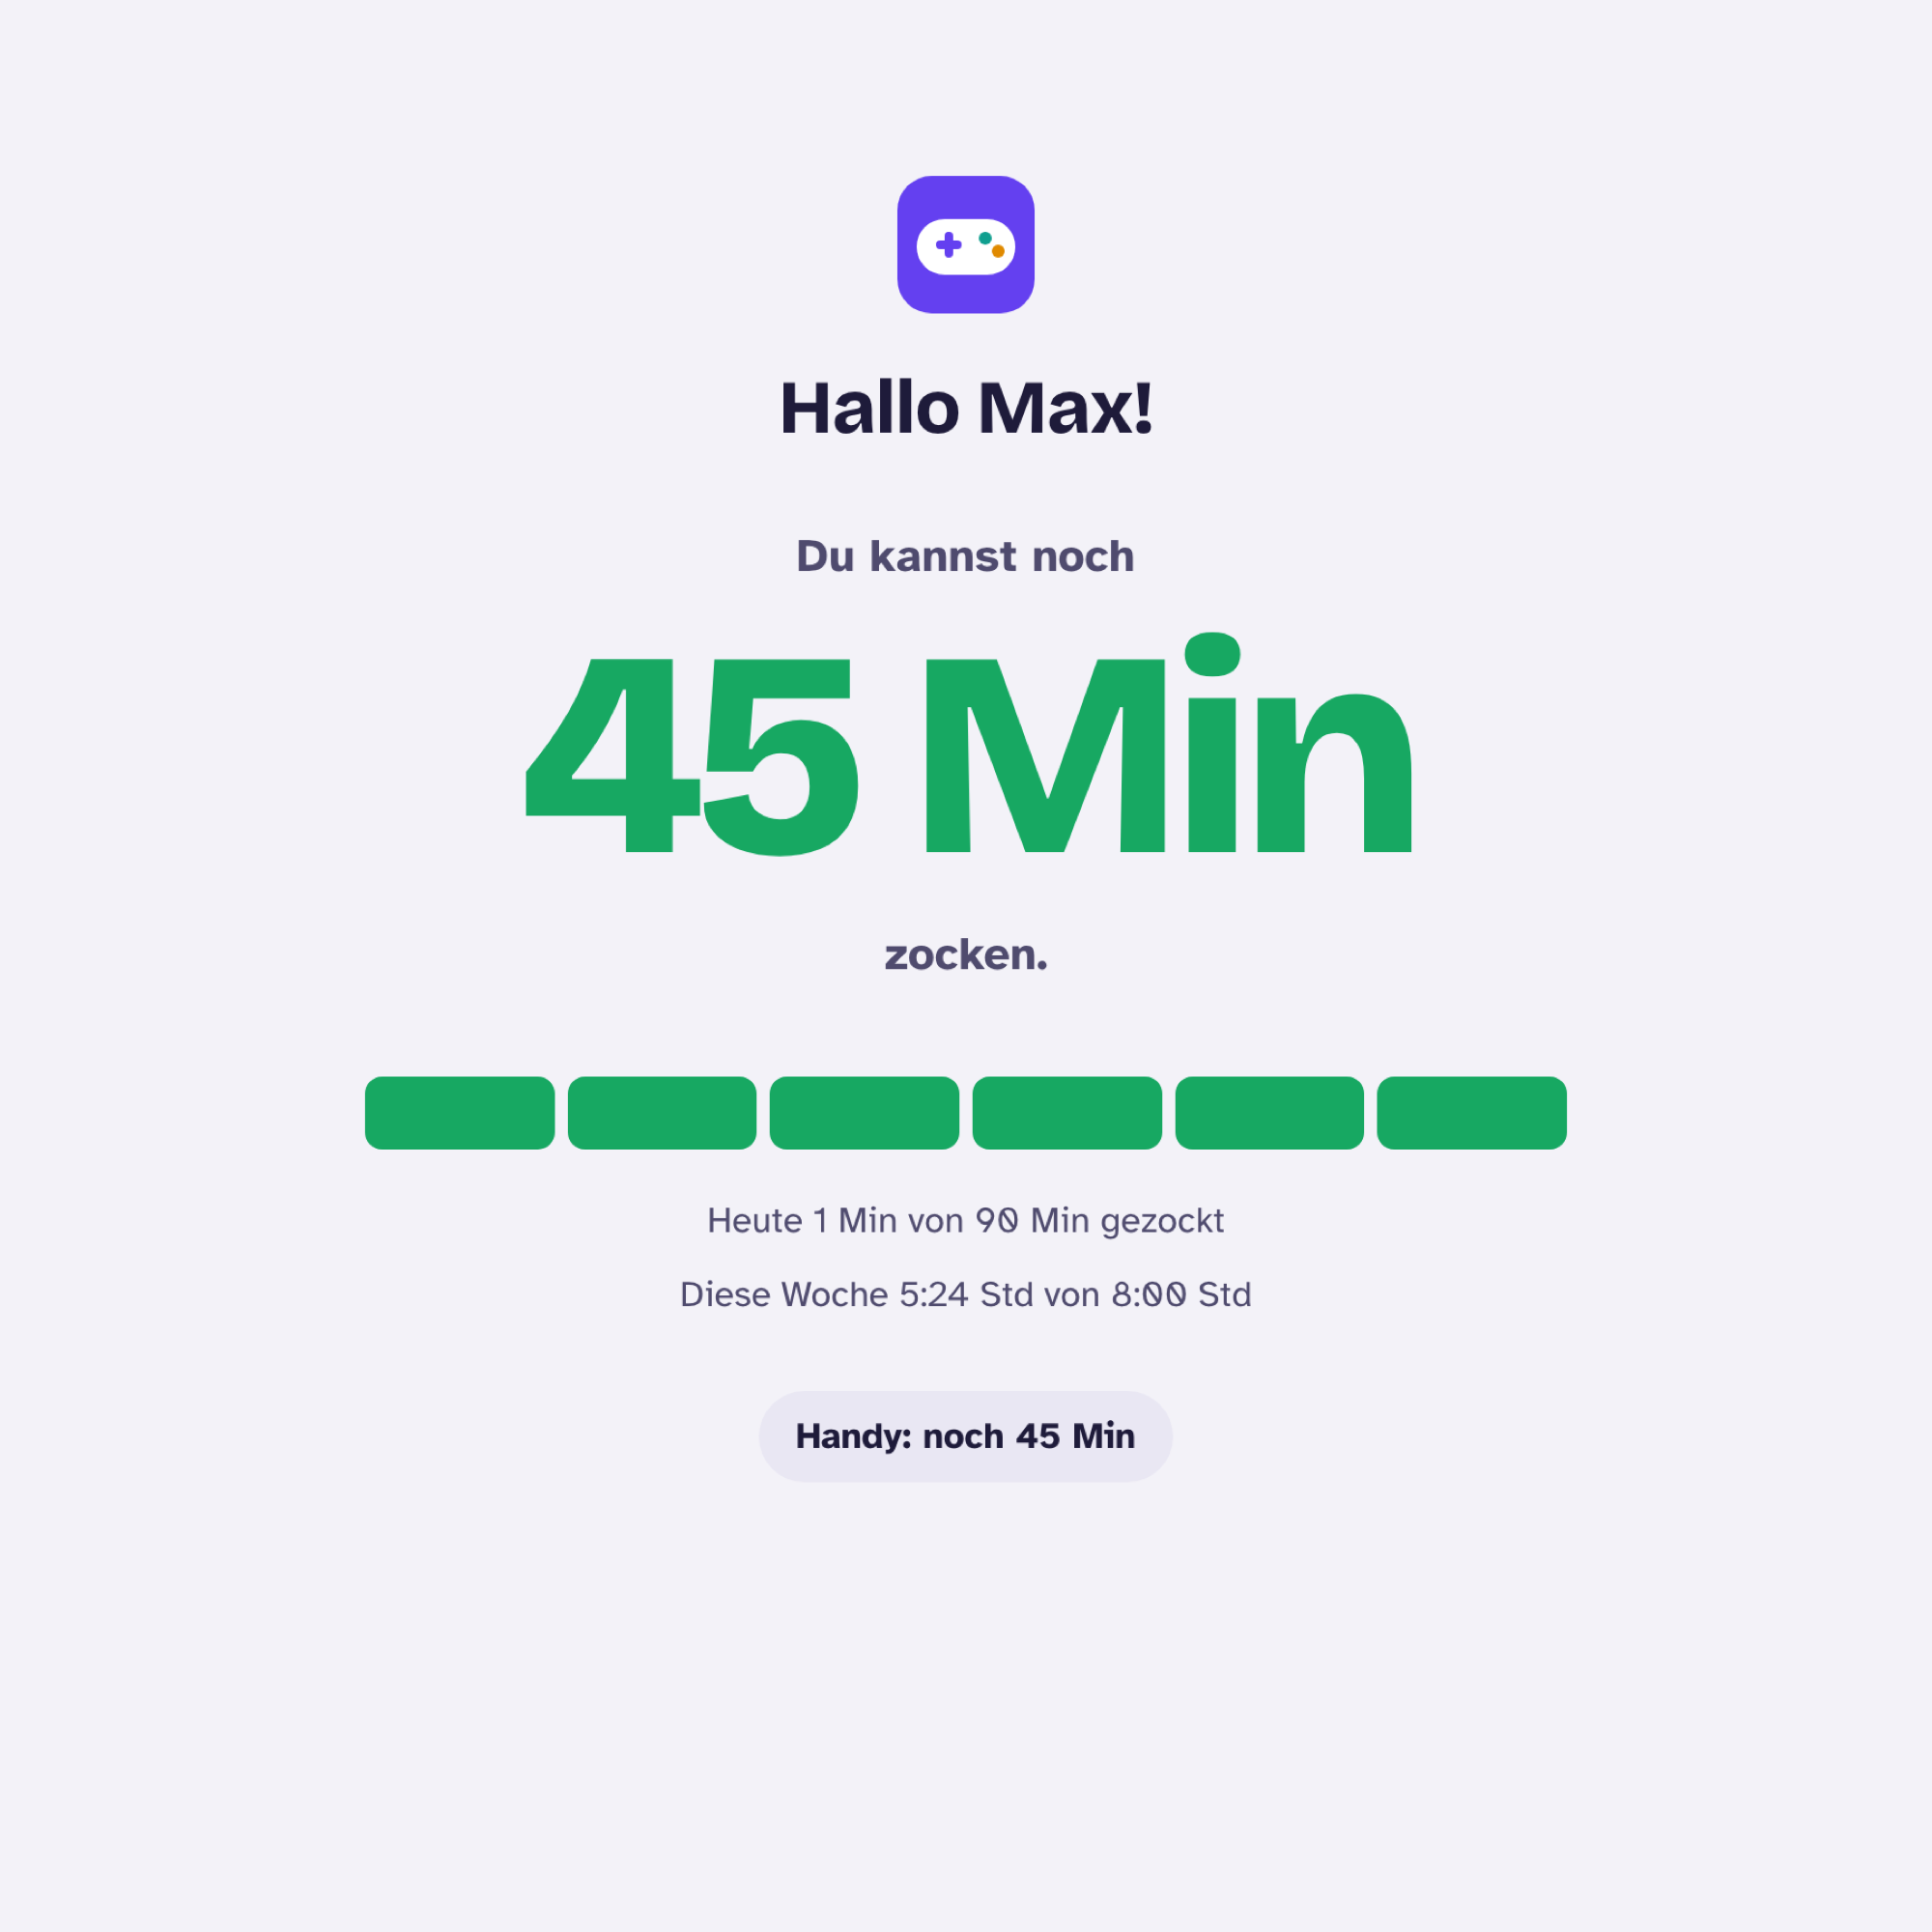 Hallo Max!
Du kannst noch
45 Min
zocken.
Heute 1 Min von 90 Min gezockt
Diese Woche 5:24 Std von 8:00 Std
Handy: noch 45 Min